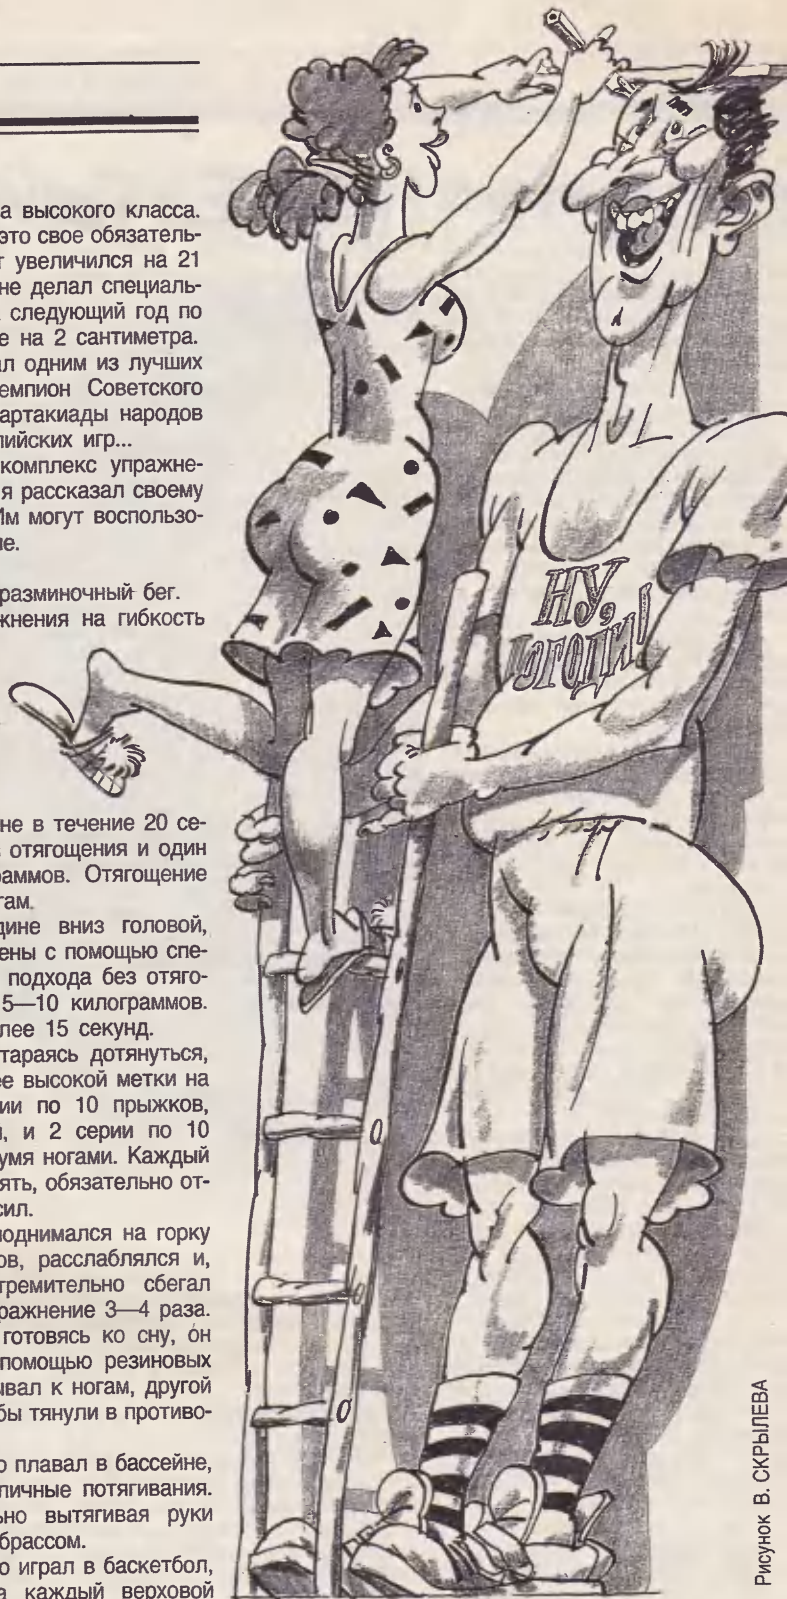 а высокого класса.
это свое обязатель-
т увеличился на 21
не делал специаль-
следующий год по
е на 2 сантиметра.
ал одним из лучших
емпион Советского
артакиады народов
пийских игр...
комплекс упражне-
я рассказал своему
Им могут воспользо-
ие.
разминочный бег.
жнения на гибкость
не в течение 20 се-
отягощения и один
раммов. Отягощение
гам.
дине вниз головой,
ены с помощью спе-
подхода без отяго-
5—10 килограммов.
лее 15 секунд.
тараясь дотянуться,
ее высокой метки на
ии по 10 прыжков,
и, и 2 серии по 10
умя ногами. Каждый
ять, обязательно от-
сил.
поднимался на горку
ов, расслаблялся и,
тремительно сбегал
ражнение 3—4 раза.
готовясь ко сну, он
помощью резиновых
ывал к ногам, другой
бы тянули в противо-
о плавал в бассейне,
личные потягивания.
ьно вытягивая руки
брассом.
о играл в баскетбол,
а каждый верховой
НУ,
ПОГОДИ!
Рисунок В. СКРЫЛЕВА